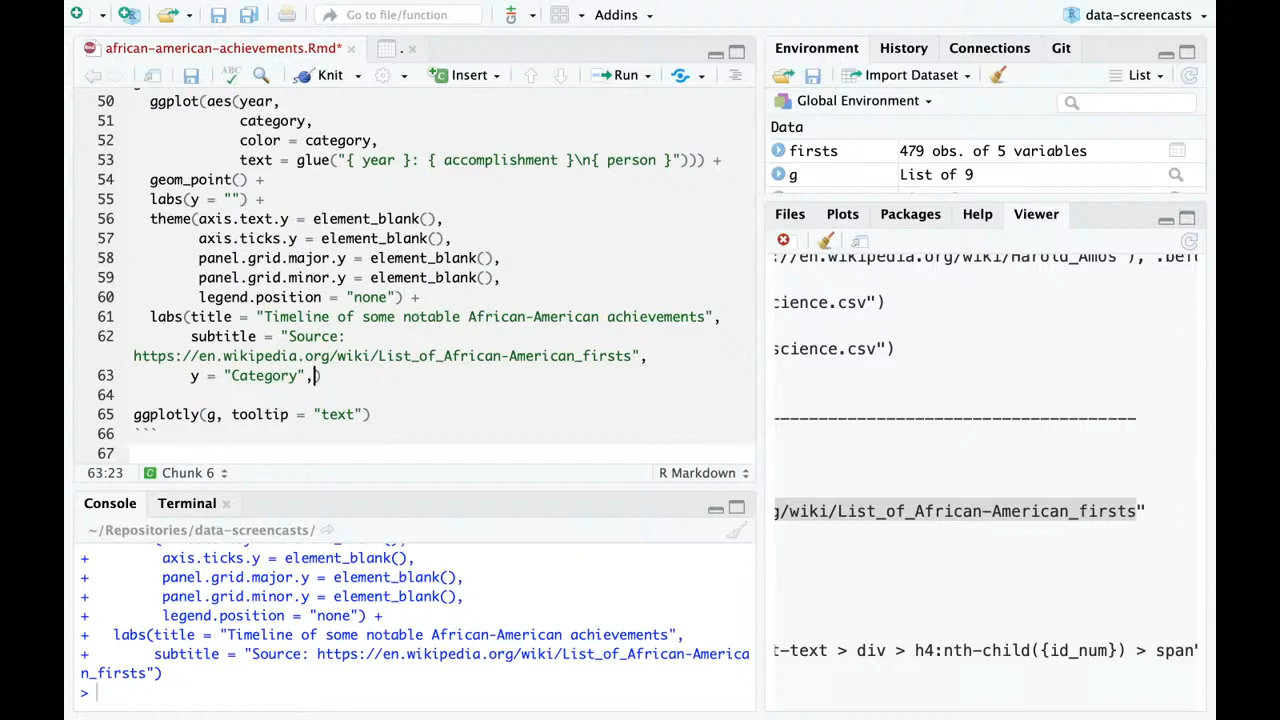 Go to file/function
Addins
data-screencasts
african-american-achievements.Rmd*
.
Knit
Insert
Run
50 ggplot(aes(year,
51 category,
52 color = category,
53 text = glue("{ year }: { accomplishment }\n{ person }"))) +
54 geom_point() +
55 labs(y = "") +
56 theme(axis.text.y = element_blank(),
57 axis.ticks.y = element_blank(),
58 panel.grid.major.y = element_blank(),
59 panel.grid.minor.y = element_blank(),
60 legend.position = "none") +
61 labs(title = "Timeline of some notable African-American achievements",
62 subtitle = "Source:
https://en.wikipedia.org/wiki/List_of_African-American_firsts",
63 y = "Category",)
64
65 ggplotly(g, tooltip = "text")
66 ```
67
63:23 Chunk 6 R Markdown
Console Terminal
~/Repositories/data-screencasts/
+ axis.ticks.y = element_blank(),
+ panel.grid.major.y = element_blank(),
+ panel.grid.minor.y = element_blank(),
+ legend.position = "none") +
+ labs(title = "Timeline of some notable African-American achievements",
+ subtitle = "Source: https://en.wikipedia.org/wiki/List_of_African-America
n_firsts")
>
Environment History Connections Git
Import Dataset List
Global Environment
Data
firsts 479 obs. of 5 variables
g List of 9
Files Plots Packages Help Viewer
://en.wikipedia.org/wiki/Harold_Amos"), .befo
cience.csv")
science.csv")
----------------------------------------
g/wiki/List_of_African-American_firsts"
t-text > div > h4:nth-child({id_num}) > span"